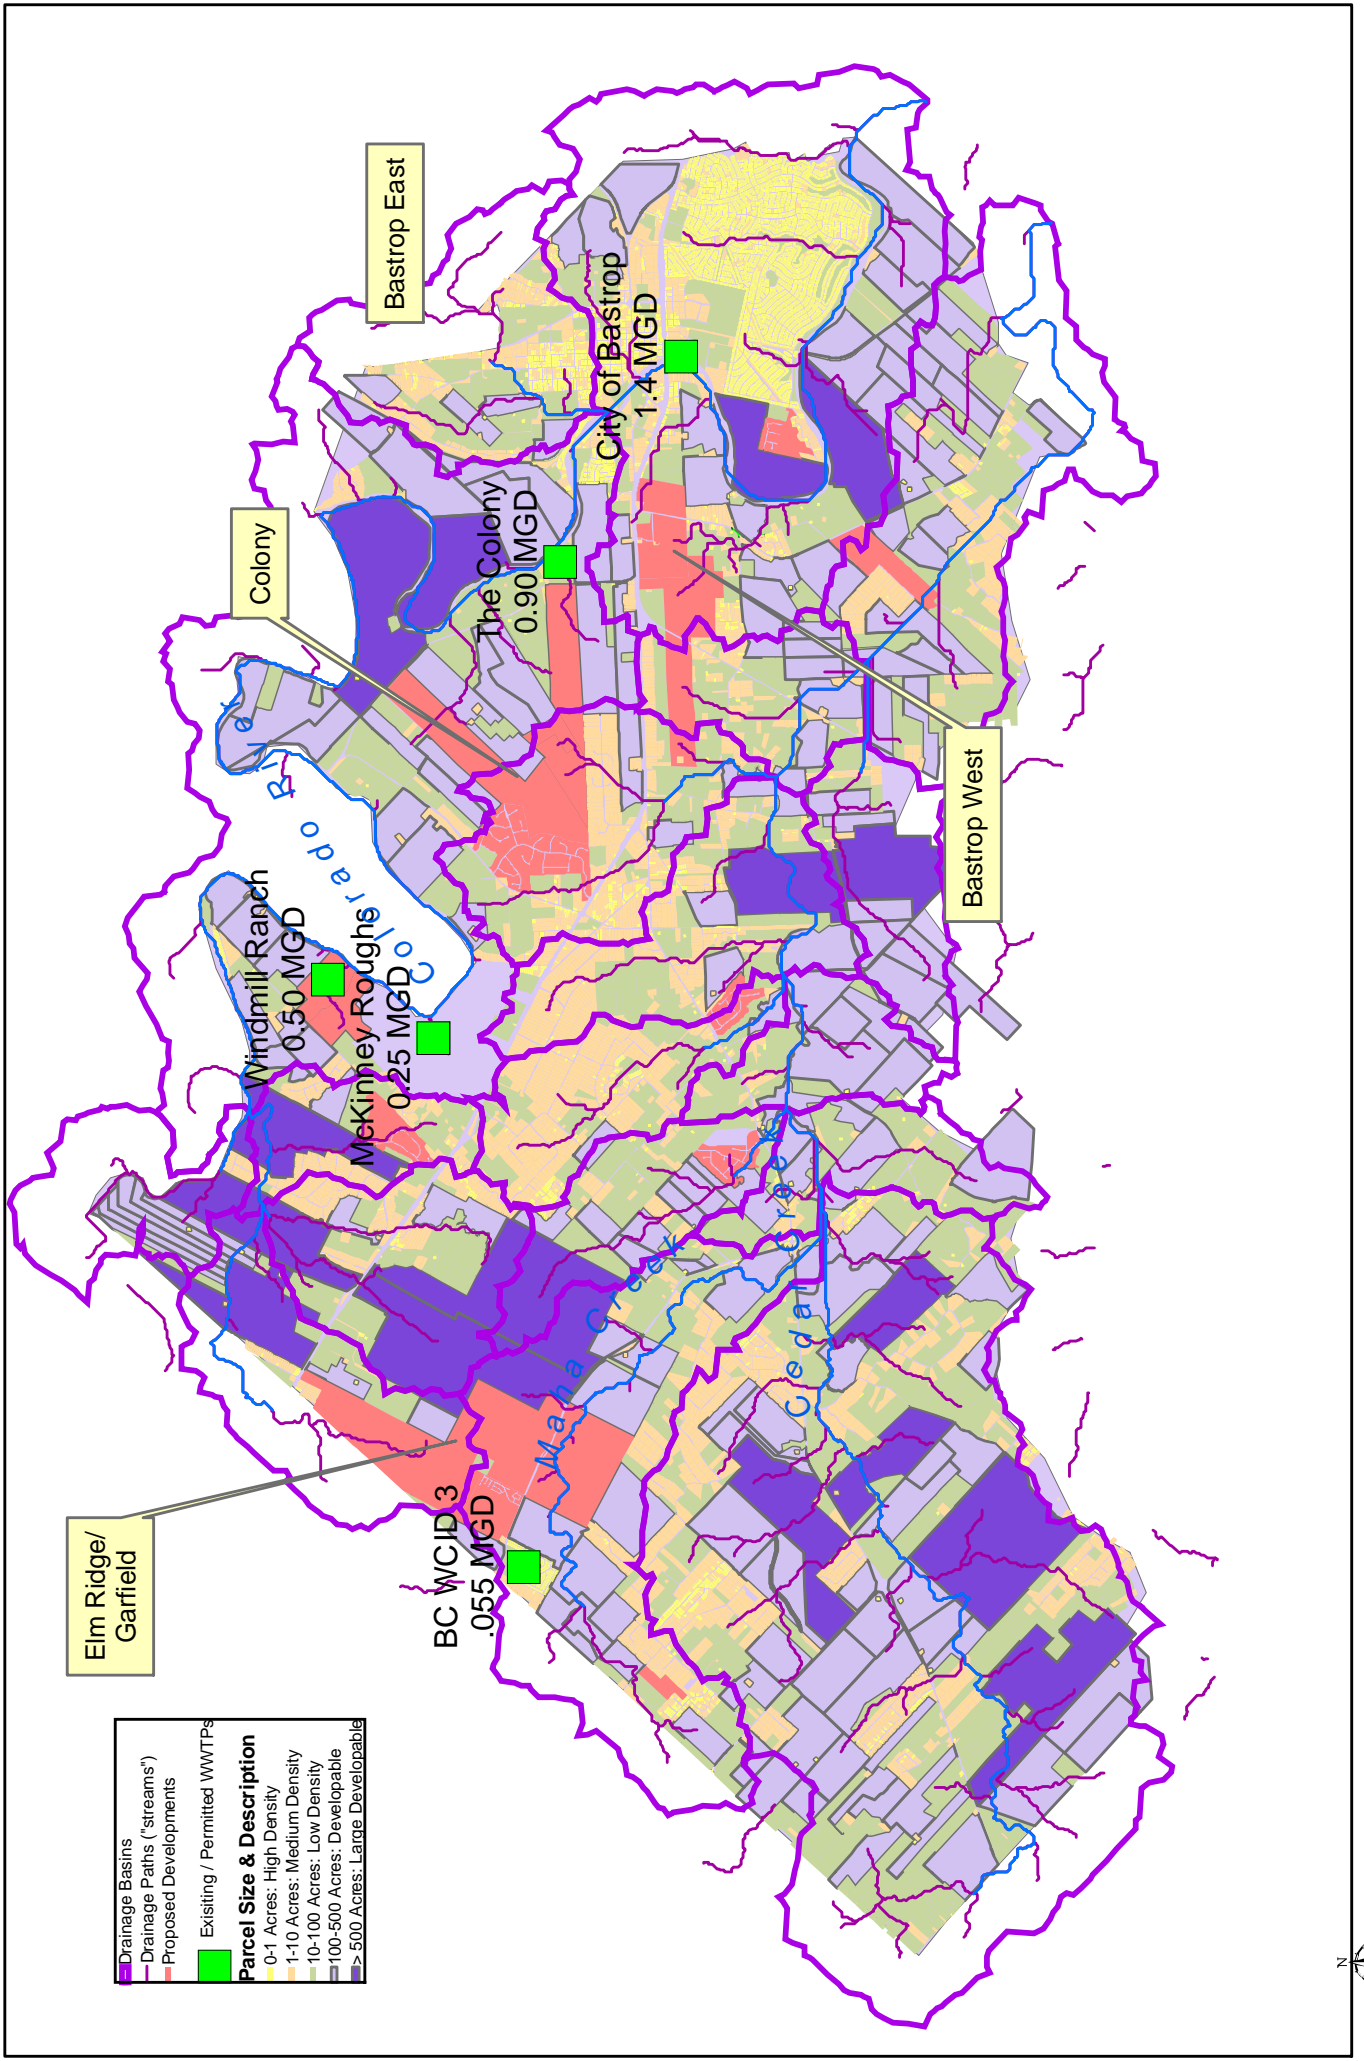 Elm Ridge/
Garfield
Colony
Bastrop East
Bastrop West
Windmill Ranch
0.50 MGD
McKinney Roughs
0.25 MGD
The Colony
0.90 MGD
City of Bastrop
1.4 MGD
BC WCID 3
.055 MGD
Colorado River
Maha Creek
Cedar Creek
Drainage Basins
Drainage Paths ("streams")
Proposed Developments
Exisiting / Permitted WWTPs
Parcel Size & Description
0-1 Acres: High Density
1-10 Acres: Medium Density
10-100 Acres: Low Density
100-500 Acres: Developable
> 500 Acres: Large Developable
N